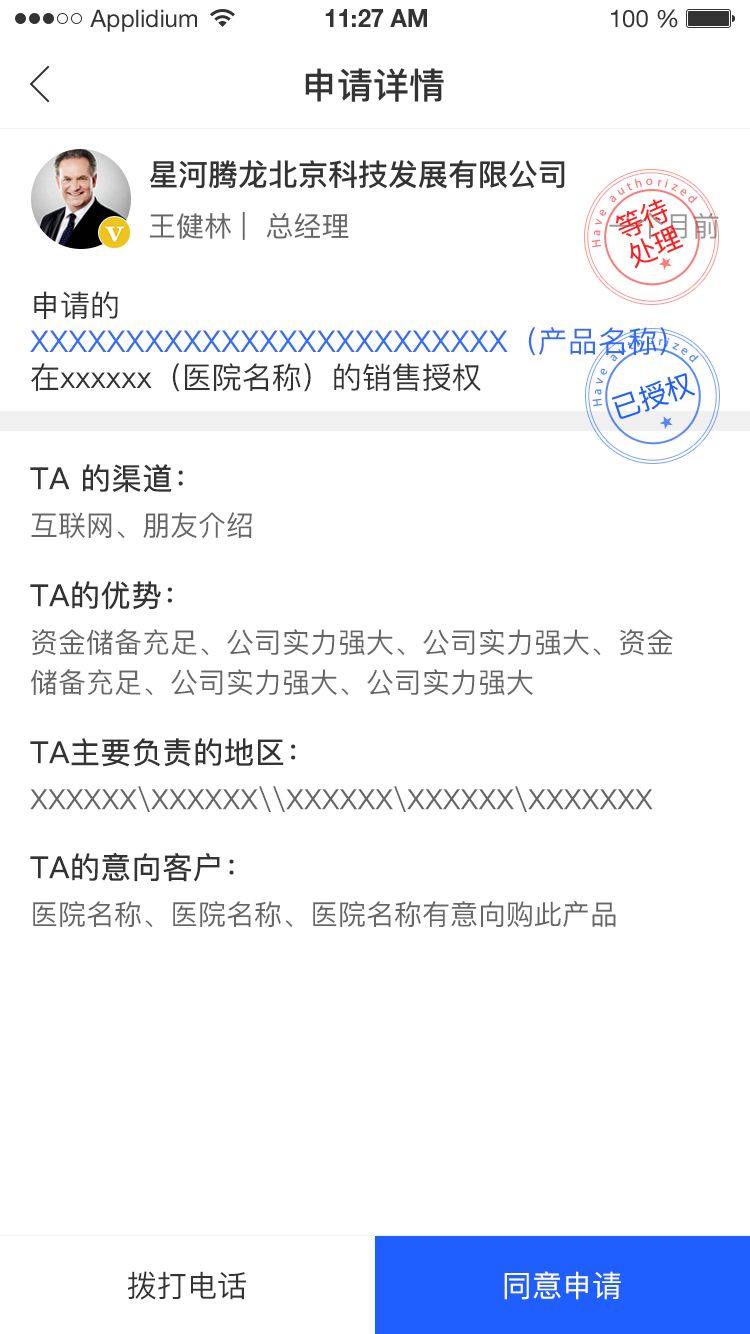 Applidium 11:27 AM 100 %
申请详情
星河腾龙北京科技发展有限公司
王健林 | 总经理
月前
V
Have authorized
等待
处理
申请的
XXXXXXXXXXXXXXXXXXXXXXXXX（产品名称）
在xxxxxx（医院名称）的销售授权
Have authorized
已授权
TA 的渠道：
互联网、朋友介绍
TA的优势：
资金储备充足、公司实力强大、公司实力强大、资金
储备充足、公司实力强大、公司实力强大
TA主要负责的地区：
XXXXXX\XXXXXX\\XXXXXX\XXXXXX\XXXXXXX
TA的意向客户：
医院名称、医院名称、医院名称有意向购此产品
拨打电话 同意申请